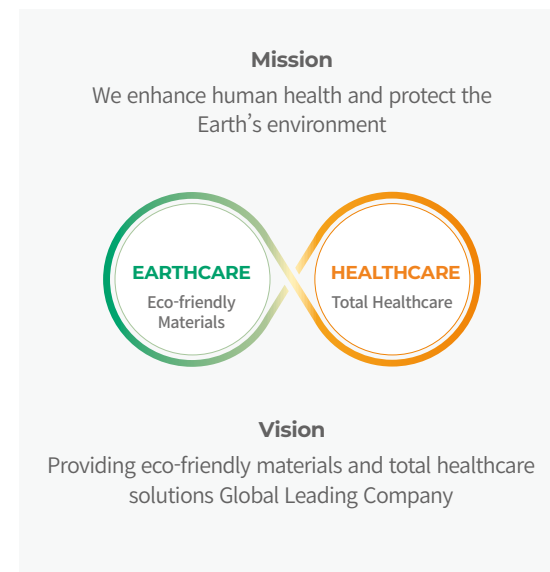 Mission
We enhance human health and protect the
Earth's environment
EARTHCARE
Eco-friendly
Materials
HEALTHCARE
Total Healthcare
Vision
Providing eco-friendly materials and total healthcare
solutions Global Leading Company